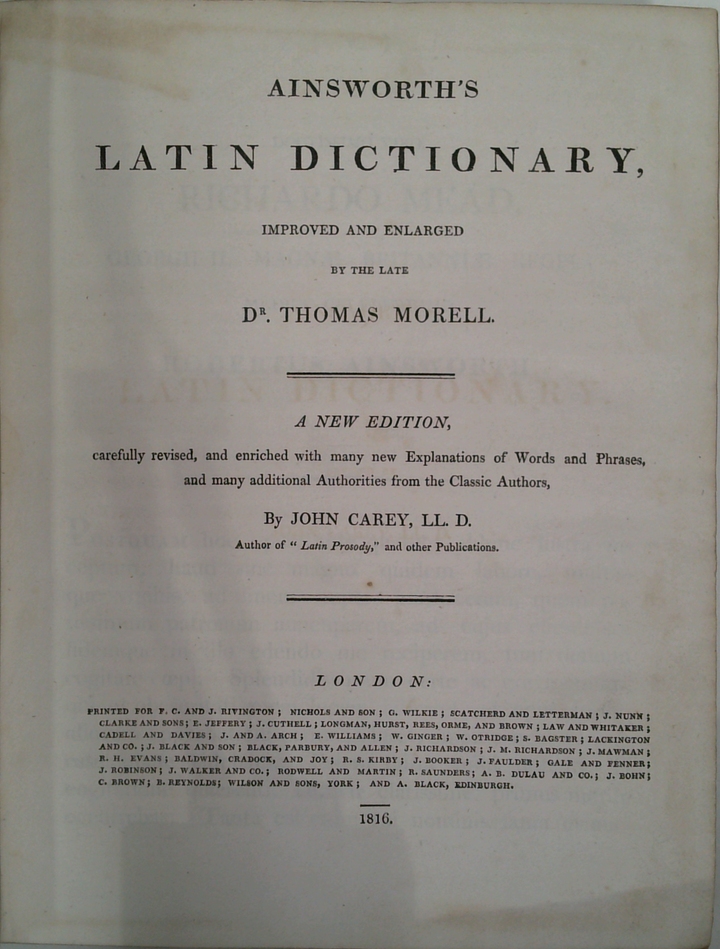 AINSWORTH'S
LATIN DICTIONARY,
IMPROVED AND ENLARGED
BY THE LATE
DR. THOMAS MORELL.
A NEW EDITION,
carefully revised, and enriched with many new Explanations of Words and Phrases,
and many additional Authorities from the Classic Authors,
By JOHN CAREY, LL. D.
Author of "Latin Prosody," and other Publications.
LONDON:
PRINTED FOR F. C. AND J. RIVINGTON; NICHOLS AND SON; G. WILKIE; SCATCHERD AND LETTERMAN; J. NUNN;
CLARKE AND SONS; E. JEFFERY; J. CUTHELL; LONGMAN, HURST, REES, ORME, AND BROWN; LAW AND WHITAKER;
CADELL AND DAVIES; J. AND A. ARCH; E. WILLIAMS; W. GINGER; W. OTRIDGE; S. BAGSTER; LACKINGTON
AND CO.; J. BLACK AND SON; BLACK, PARBURY, AND ALLEN; J. RICHARDSON; J. M. RICHARDSON; J. MAWMAN;
R. H. EVANS; BALDWIN, CRADOCK, AND JOY; R. S. KIRBY; J. BOOKER; J. FAULDER; GALE AND FENNER;
J. ROBINSON; J. WALKER AND CO.; RODWELL AND MARTIN; R. SAUNDERS; A. B. DULAU AND CO.; J. BOHN;
C. BROWN; B. REYNOLDS; WILSON AND SONS, YORK; AND A. BLACK, EDINBURGH.
1816.